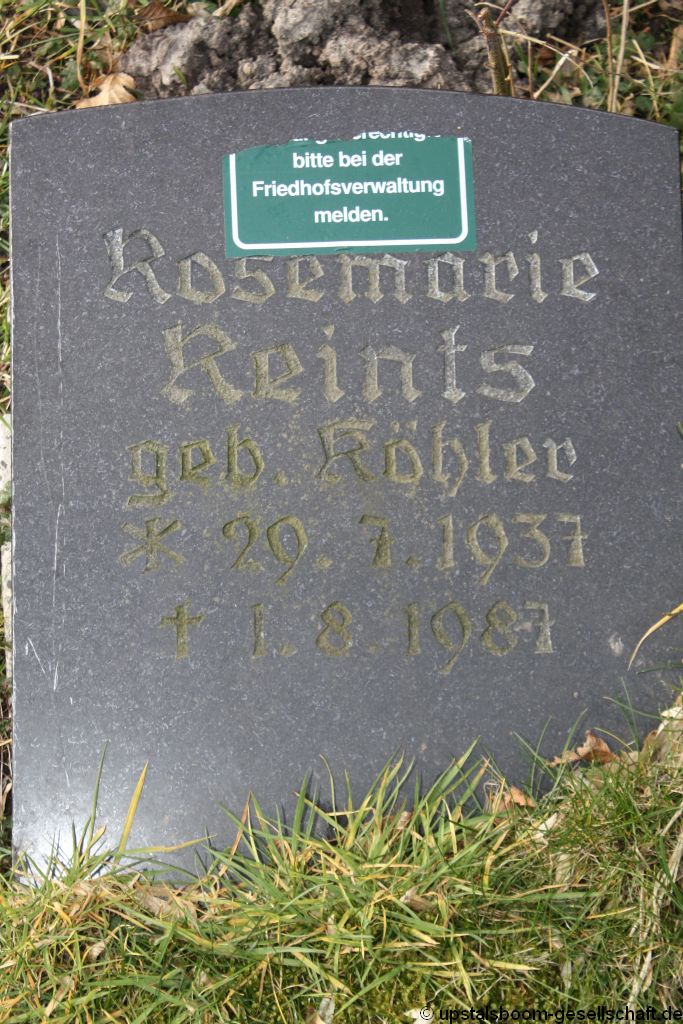 bitte bei der
Friedhofsverwaltung
melden.
Rosemarie
Reints
geb. Köhler
* 29. 7. 1937
† 1. 8. 1987
© upstalsboom-gesellschaft.de